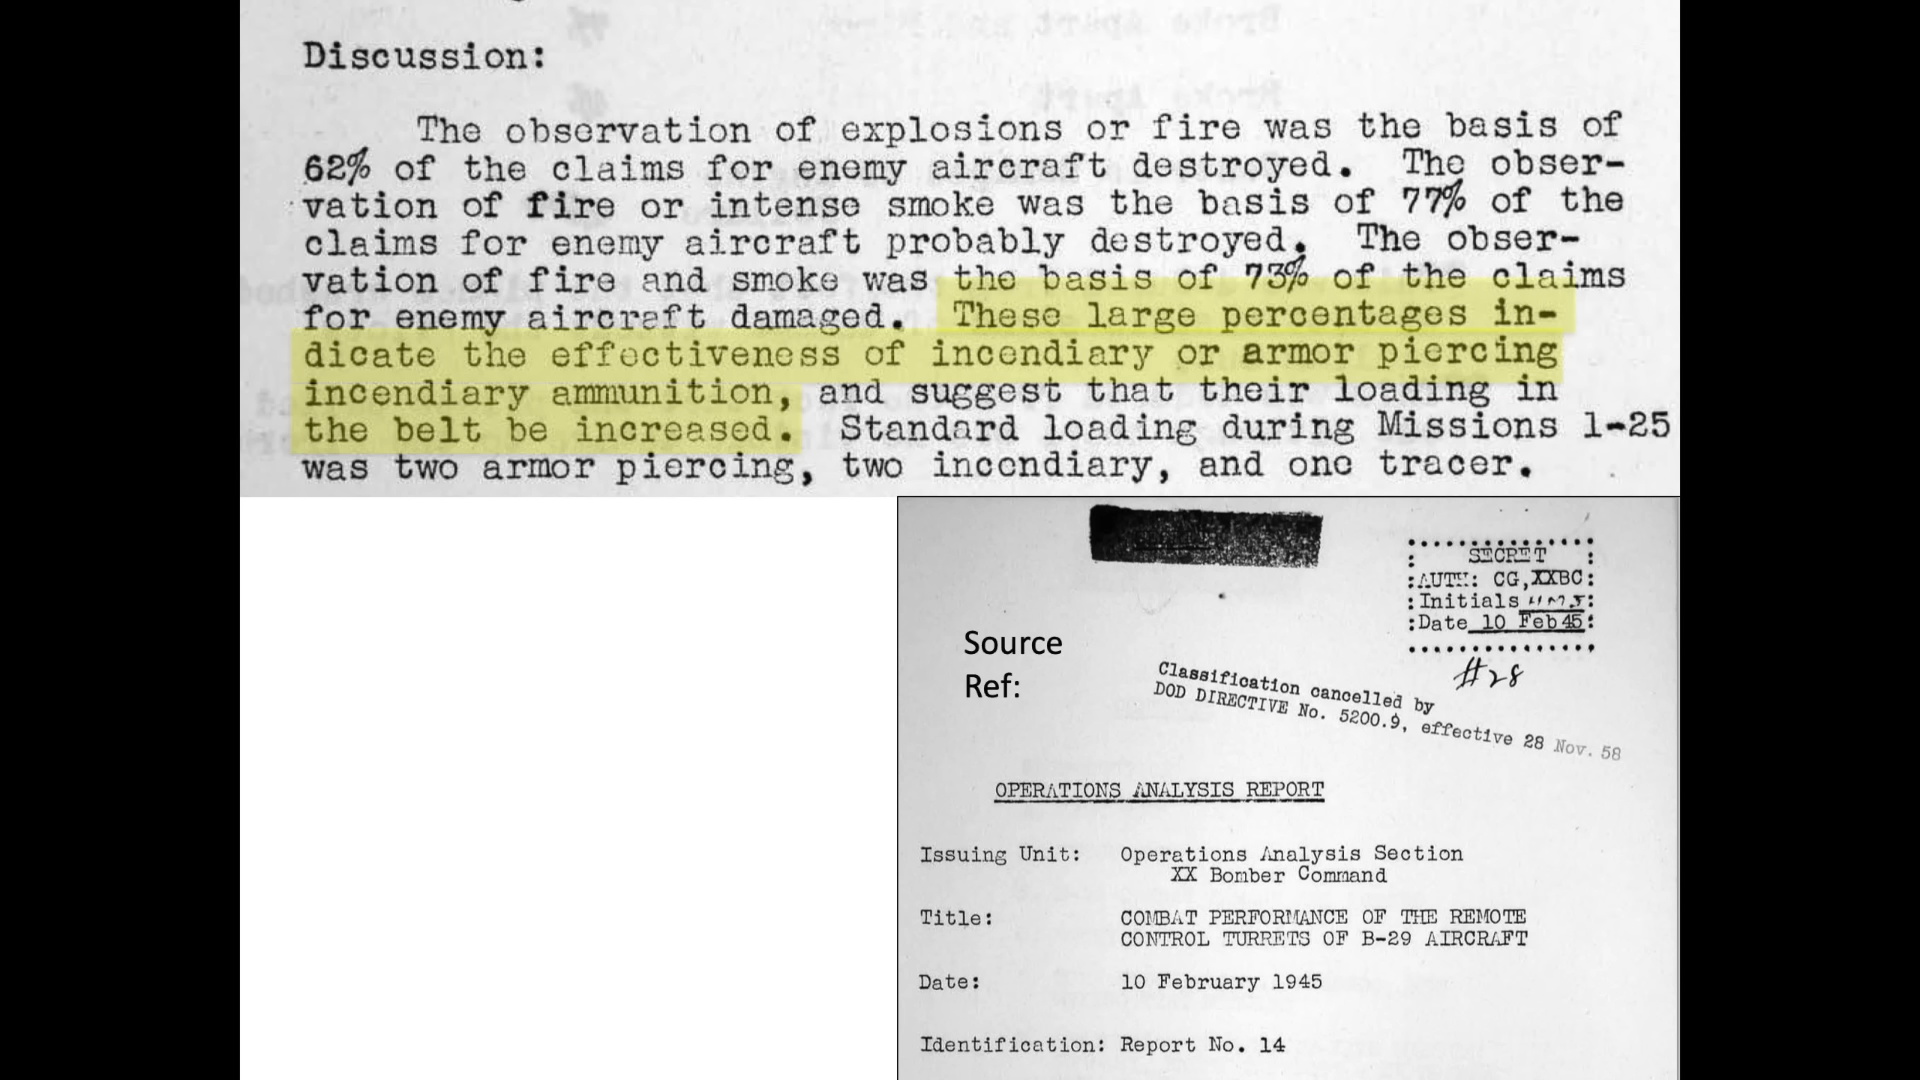 Discussion:
The observation of explosions or fire was the basis of
62% of the claims for enemy aircraft destroyed. The obser-
vation of fire or intense smoke was the basis of 77% of the
claims for enemy aircraft probably destroyed. The obser-
vation of fire and smoke was the basis of 73% of the claims
for enemy aircraft damaged. These large percentages in-
dicate the effectiveness of incendiary or armor piercing
incendiary ammunition, and suggest that their loading in
the belt be increased. Standard loading during Missions 1-25
was two armor piercing, two incendiary, and one tracer.
SECRET
:AUTH: CG,XXBC:
:Initials
:Date 10 Feb 45:
#28
Source
Ref:
Classification cancelled by
DOD DIRECTIVE No. 5200.9, effective 28 Nov. 58
OPERATIONS ANALYSIS REPORT
Issuing Unit: Operations Analysis Section
XX Bomber Command
Title: COMBAT PERFORMANCE OF THE REMOTE
CONTROL TURRETS OF B-29 AIRCRAFT
Date: 10 February 1945
Identification: Report No. 14